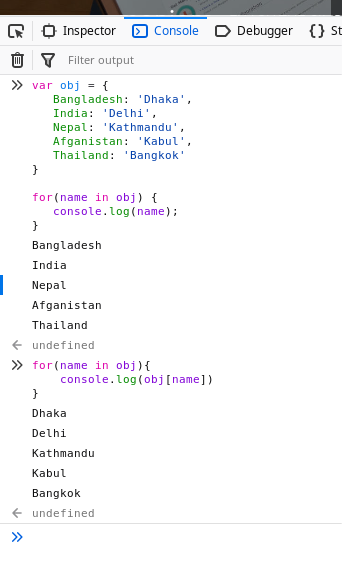 Inspector
Console
Debugger
{} St
Filter output
var obj = {
   Bangladesh: 'Dhaka',
   India: 'Delhi',
   Nepal: 'Kathmandu',
   Afganistan: 'Kabul',
   Thailand: 'Bangkok'
}
for(name in obj) {
   console.log(name);
}
Bangladesh
India
Nepal
Afganistan
Thailand
undefined
for(name in obj){
    console.log(obj[name])
}
Dhaka
Delhi
Kathmandu
Kabul
Bangkok
undefined